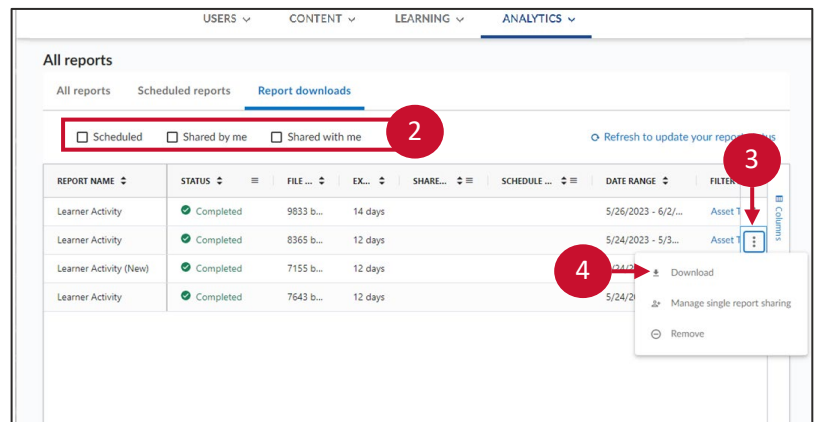 USERS CONTENT LEARNING ANALYTICS
All reports
All reports Scheduled reports Report downloads
Scheduled Shared by me Shared with me 2 Refresh to update your report
3
REPORT NAME STATUS FILE ... EX... SHARE... SCHEDULE ... DATE RANGE FILTER
Learner Activity Completed 9833 b... 14 days 5/26/2023 - 6/2/... Asset T
Columns
Learner Activity Completed 8365 b... 12 days 5/24/2023 - 5/3... Asset T
Learner Activity (New) Completed 7155 b... 12 days
4 Download
Learner Activity Completed 7643 b... 12 days 5/24/20
Manage single report sharing
Remove